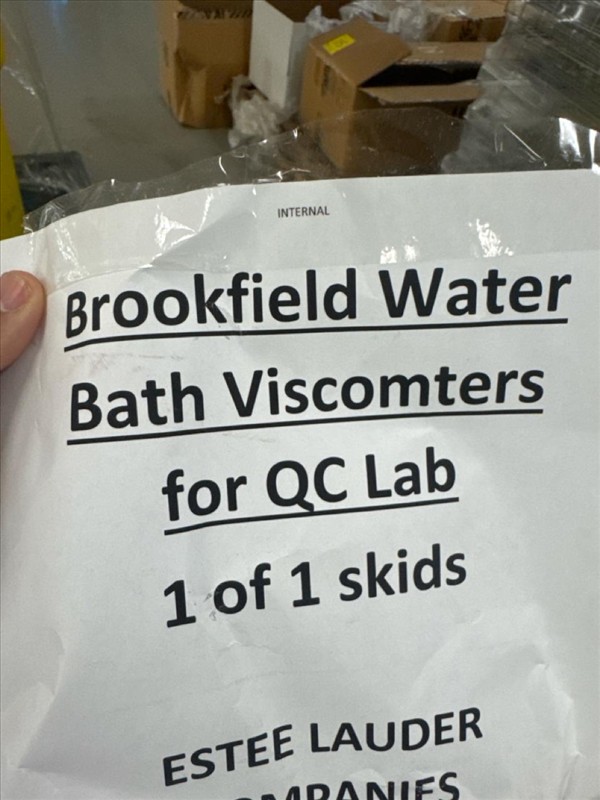 INTERNAL
Brookfield Water
Bath Viscomters
for QC Lab
1 of 1 skids
ESTEE LAUDER